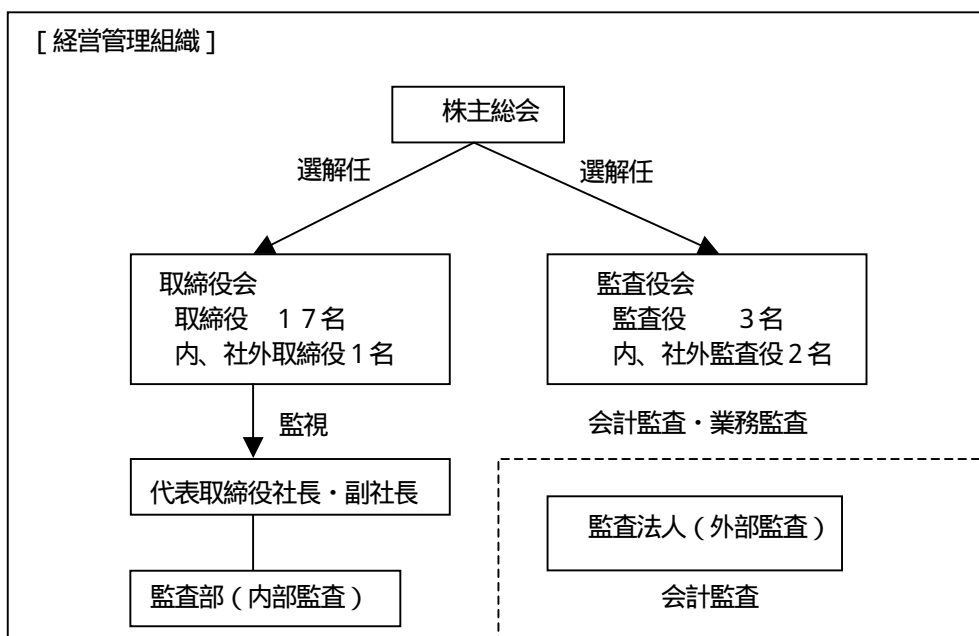 [ 経営管理組織 ]
株主総会
選解任
選解任
取締役会
取締役 17名
内、社外取締役1名
監査役会
監査役 3名
内、社外監査役2名
監視
会計監査・業務監査
代表取締役社長・副社長
監査法人(外部監査)
監査部(内部監査)
会計監査